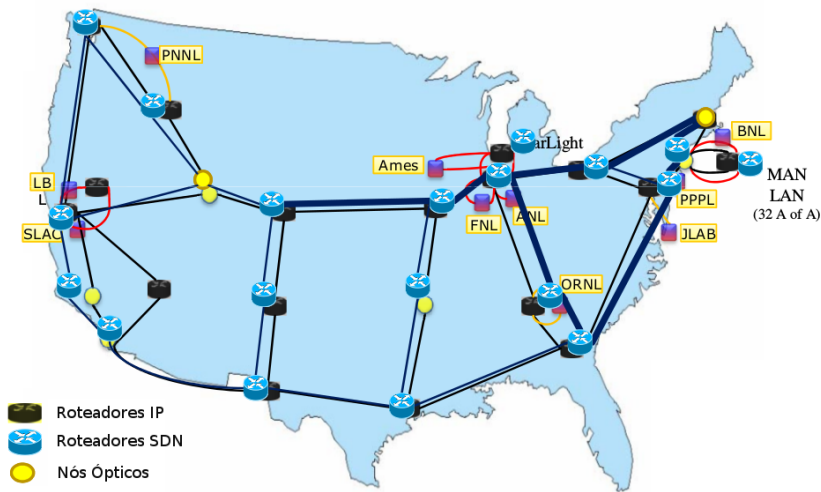 PNNL
BNL
arLight
Ames
MAN
LAN
(32 A of A)
LB
L
PPPL
ANL
FNL
SLAC
JLAB
ORNL
Roteadores IP
Roteadores SDN
Nós Ópticos